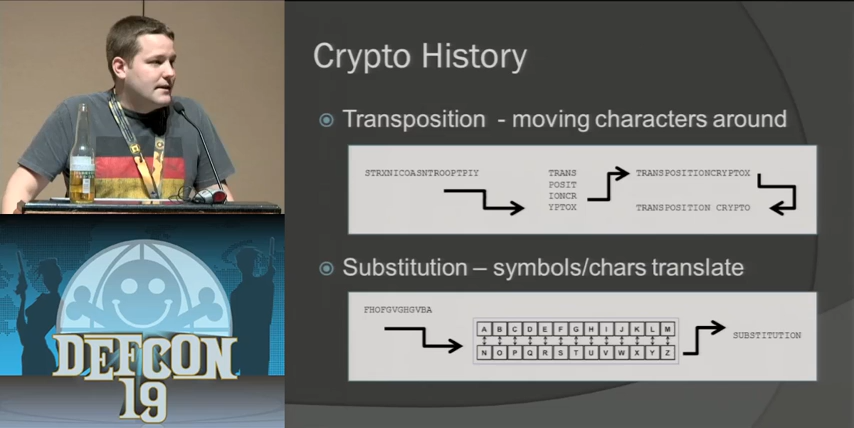 Crypto History
Transposition - moving characters around
STRXNICOASNTROOPTPIY
TRANS
POSIT
IONCR
YPTOX
TRANSPOSITIONCRYPTOX
TRANSPOSITION CRYPTO
Substitution – symbols/chars translate
FHOFGVGHGVBA
A B C D E F G H I J K L M
N O P Q R S T U V W X Y Z
SUBSTITUTION
DEFCON
19